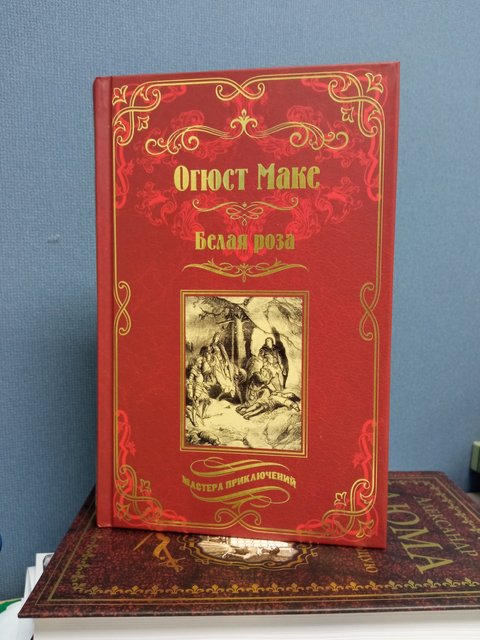 Огюст Маке
Белая роза
МАСТЕРА ПРИКЛЮЧЕНИЙ
АЛЕКСАНДР
ДЮМА